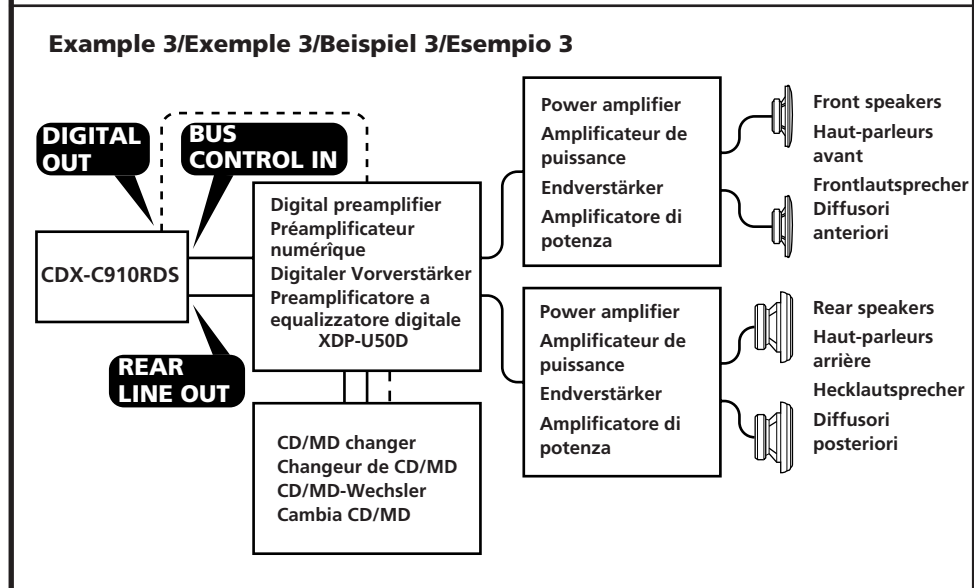 Example 3/Exemple 3/Beispiel 3/Esempio 3
DIGITAL
OUT
BUS
CONTROL IN
CDX-C910RDS
REAR
LINE OUT
Digital preamplifier
Préamplificateur
numérîque
Digitaler Vorverstärker
Preamplificatore a
equalizzatore digitale
XDP-U50D
CD/MD changer
Changeur de CD/MD
CD/MD-Wechsler
Cambia CD/MD
Power amplifier
Amplificateur de
puissance
Endverstärker
Amplificatore di
potenza
Front speakers
Haut-parleurs
avant
Frontlautsprecher
Diffusori
anteriori
Power amplifier
Amplificateur de
puissance
Endverstärker
Amplificatore di
potenza
Rear speakers
Haut-parleurs
arrière
Hecklautsprecher
Diffusori
posteriori